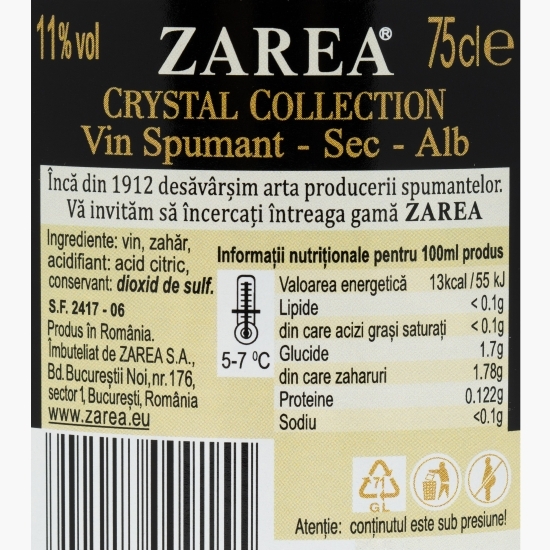 11% vol
ZAREA®
75cl e
CRYSTAL COLLECTION
Vin Spumant - Sec - Alb
Încă din 1912 desăvârșim arta producerii spumantelor.
Vă invităm să încercați întreaga gamă ZAREA
Ingrediente: vin, zahăr,
acidifiant: acid citric,
conservant: dioxid de sulf.
S.F. 2417 - 06
Produs în România.
Îmbuteliat de ZAREA S.A.,
Bd. Bucureștii Noi, nr. 176,
sector 1, București, România
www.zarea.eu
5-7 °C
Informații nutriționale pentru 100ml produs
Valoarea energetică 13kcal / 55 kJ
Lipide < 0.1g
din care acizi grași saturați < 0.1g
Glucide 1.7g
din care zaharuri 1.78g
Proteine 0.122g
Sodiu <0.1g
71
GL
Atenție: conținutul este sub presiune!